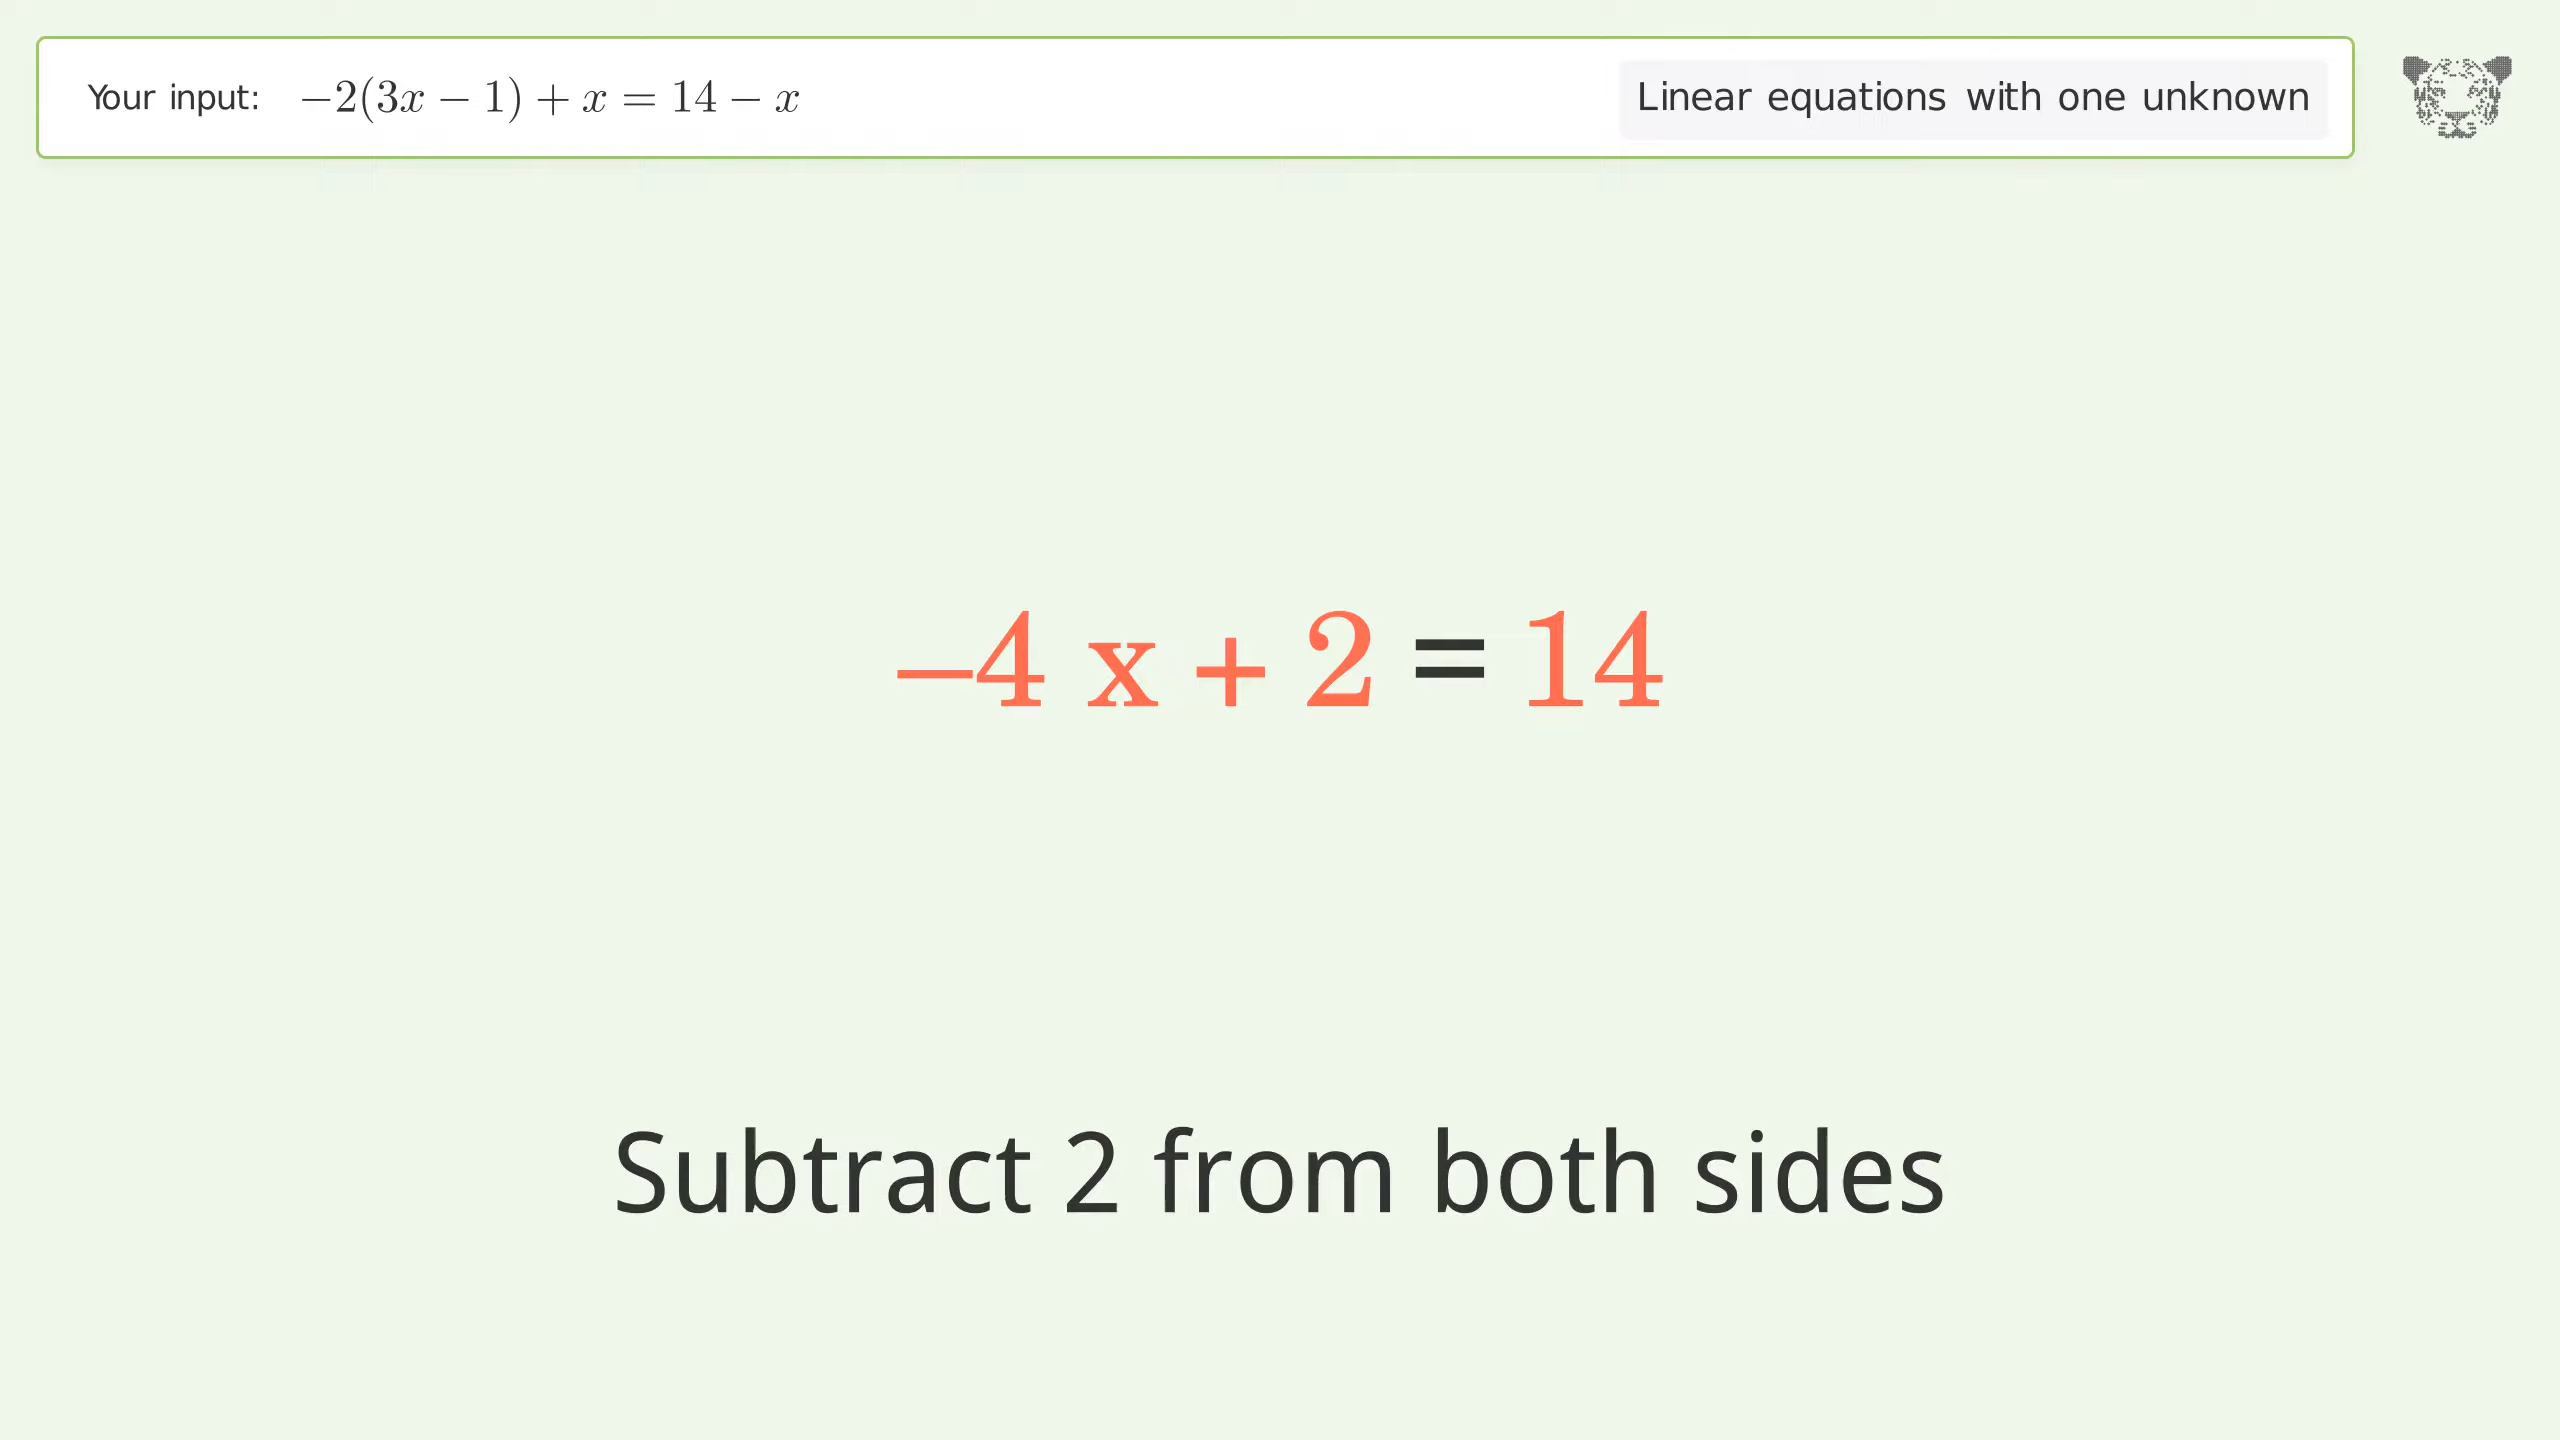 Your input: −2(3x − 1) + x = 14 − x
Linear equations with one unknown
−4 x + 2 = 14
Subtract 2 from both sides